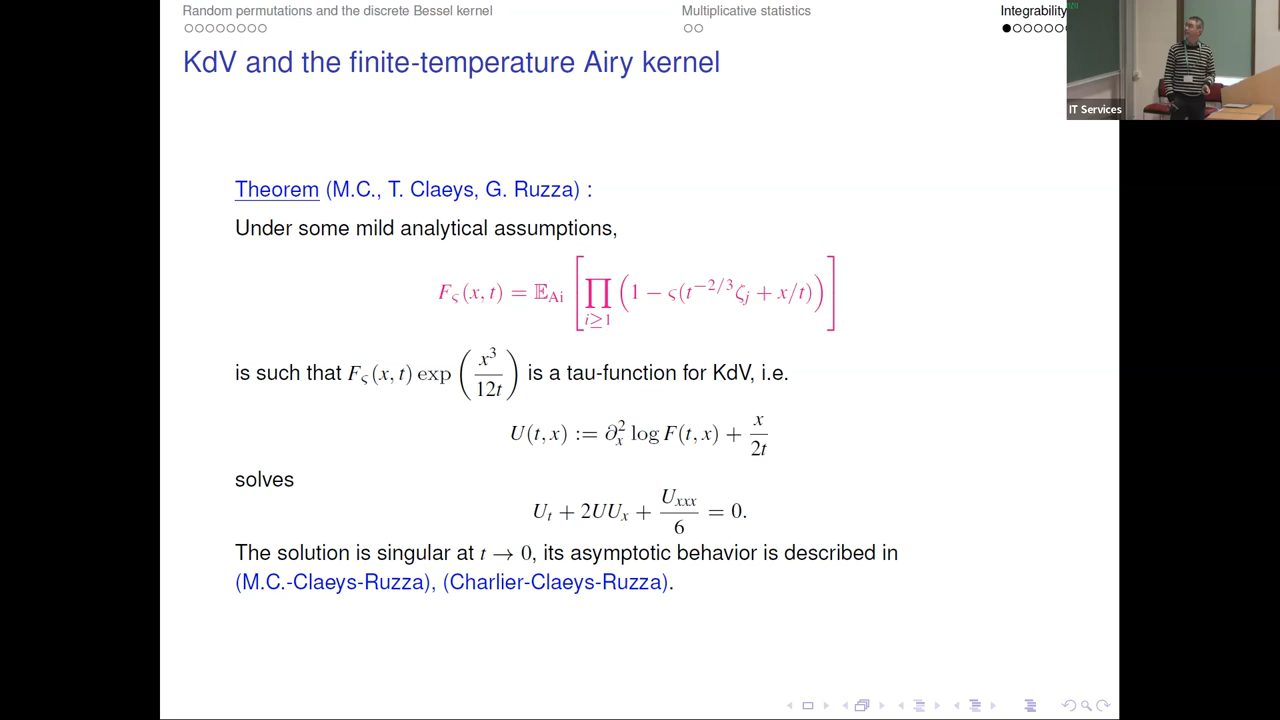 Random permutations and the discrete Bessel kernel
Multiplicative statistics
Integrability
KdV and the finite-temperature Airy kernel
IT Services
Theorem (M.C., T. Claeys, G. Ruzza) :
Under some mild analytical assumptions,
F_ς(x, t) = 𝔼_Ai [ ∏_{i≥1} (1 − ς(t^{−2/3}ζ_j + x/t)) ]
is such that F_ς(x, t) exp (x^3/12t) is a tau-function for KdV, i.e.
U(t, x) := ∂_x^2 log F(t, x) + x/2t
solves
U_t + 2UU_x + U_xxx/6 = 0.
The solution is singular at t → 0, its asymptotic behavior is described in
(M.C.-Claeys-Ruzza), (Charlier-Claeys-Ruzza).